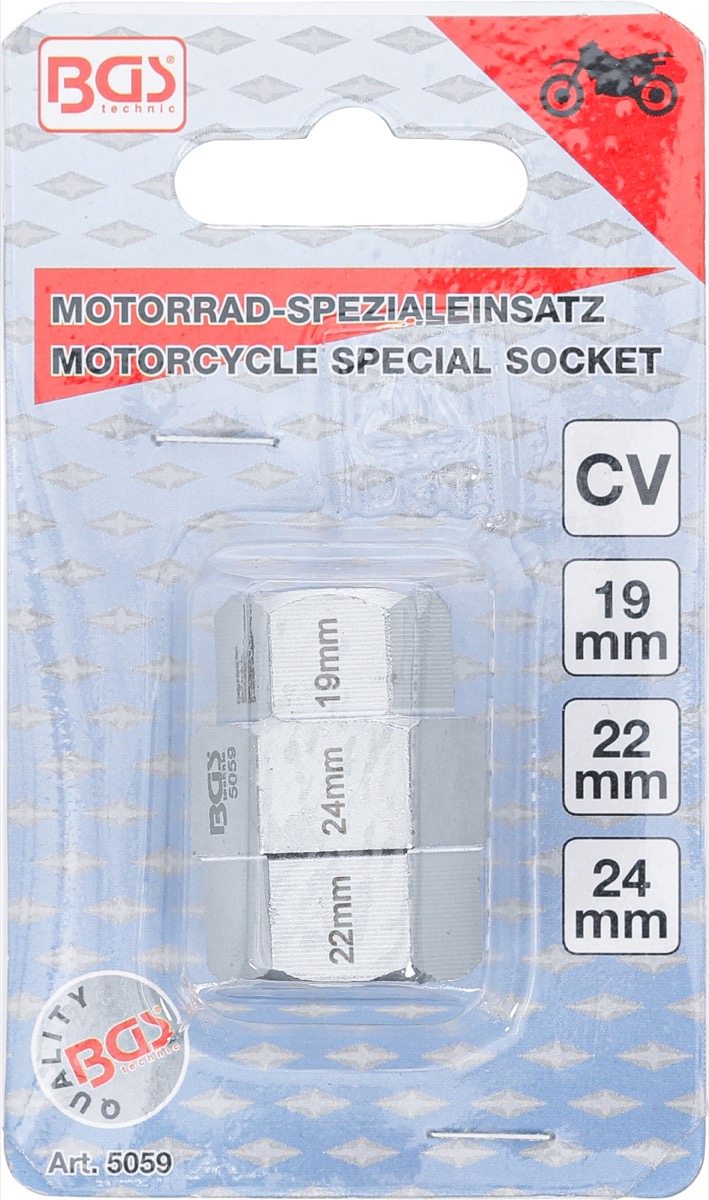 BGS®
technic
MOTORRAD-SPEZIALEINSATZ
MOTORCYCLE SPECIAL SOCKET
CV
19
mm
22
mm
24
mm
19mm
24mm
22mm
BGS
technic
5059
QUALITY
BGS®
technic
Art. 5059